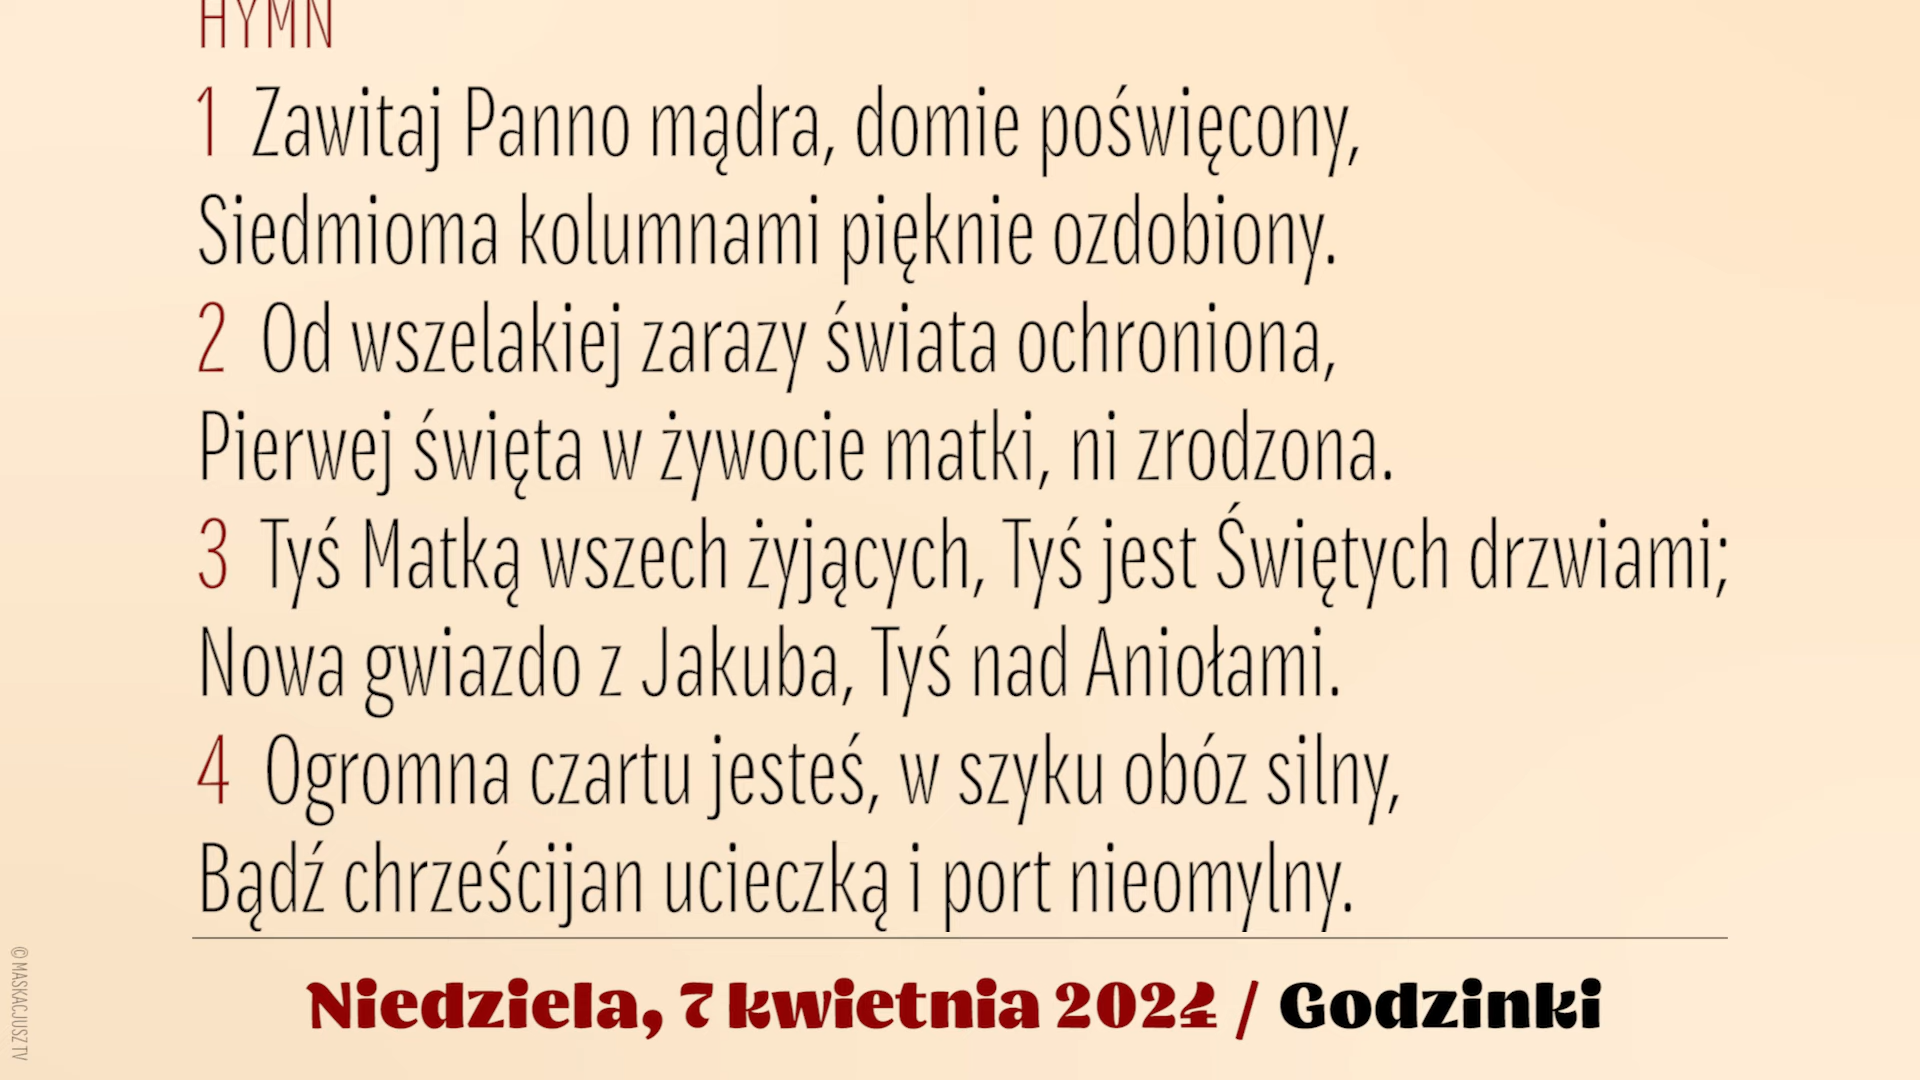 HYMN
1 Zawitaj Panno mądra, domie poświęcony,
Siedmioma kolumnami pięknie ozdobiony.
2 Od wszelakiej zarazy świata ochroniona,
Pierwej święta w żywocie matki, ni zrodzona.
3 Tyś Matką wszech żyjących, Tyś jest Świętych drzwiami;
Nowa gwiazdo z Jakuba, Tyś nad Aniołami.
4 Ogromna czartu jesteś, w szyku obóz silny,
Bądź chrześcijan ucieczką i port nieomylny.
Niedziela, 7 kwietnia 2024 / Godzinki
© MASKACJUSZ TV